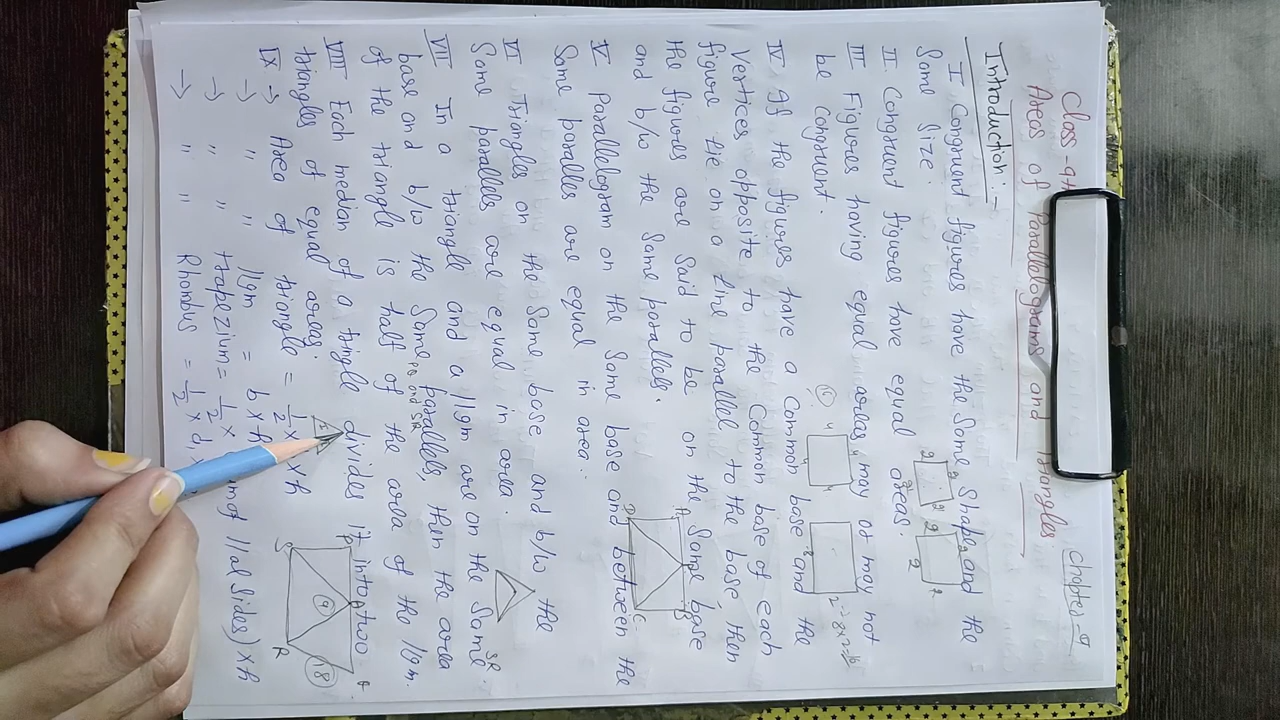 Class-9th
Chapter-9
Areas of Parallelograms and Triangles
Introduction:-
I Congruent figures have the Same Shape and the
Same Size.
II. Congruent figures have equal areas.
III Figures having equal areas may or may not
be congruent.
IV. If the figures have a Common base and the
Vertices opposite to the Common base of each
figure lie on a line parallel to the base, then
the figures are Said to be on the Same base
and b/w the Same parallels.
V Parallelogram on the Same base and between the
Same paralles are equal in area.
VI Triangles on the Same base and b/w the
Same paralles are equal in area.
VII In a triangle and a ||gm are on the Same
base and b/w the Same parallels, then the area
of the triangle is half of the area of the ||gm.
VIII Each median of a tringle divides it into two
triangles of equal areas.
IX → Area of triangle = 1/2 × × h
→ " " ||gm = b × h
→ " " trapezium = 1/2 × of ||al Sides) × h
→ " " Rhombus = 1/2 × d